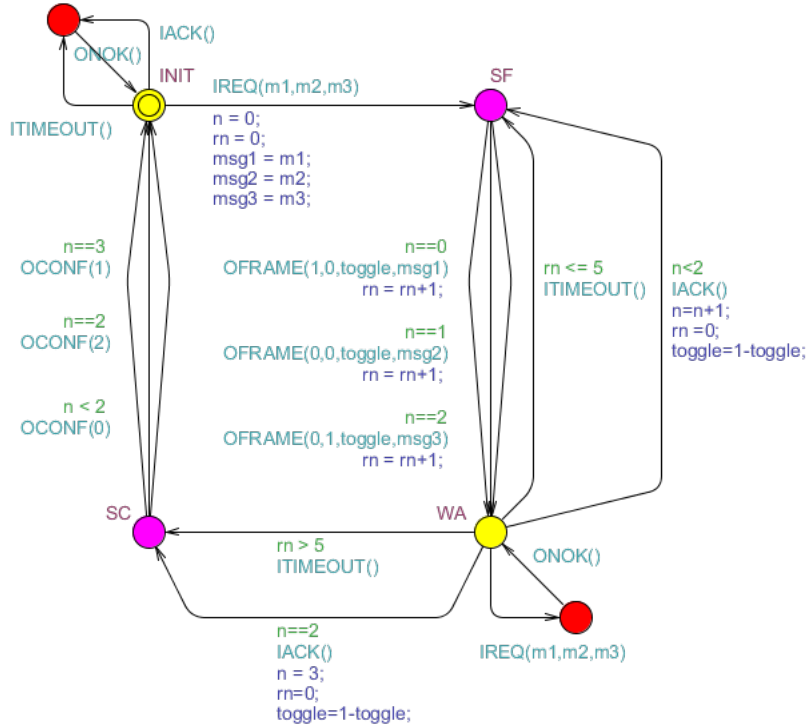 IACK()
ONOK()
INIT
ITIMEOUT()
IREQ(m1,m2,m3)
n = 0;
rn = 0;
msg1 = m1;
msg2 = m2;
msg3 = m3;
SF
n==3
OCONF(1)
n==2
OCONF(2)
n < 2
OCONF(0)
n==0
OFRAME(1,0,toggle,msg1)
rn = rn+1;
n==1
OFRAME(0,0,toggle,msg2)
rn = rn+1;
n==2
OFRAME(0,1,toggle,msg3)
rn = rn+1;
rn <= 5
ITIMEOUT()
n<2
IACK()
n=n+1;
rn =0;
toggle=1-toggle;
SC
WA
rn > 5
ITIMEOUT()
ONOK()
IREQ(m1,m2,m3)
n==2
IACK()
n = 3;
rn=0;
toggle=1-toggle;